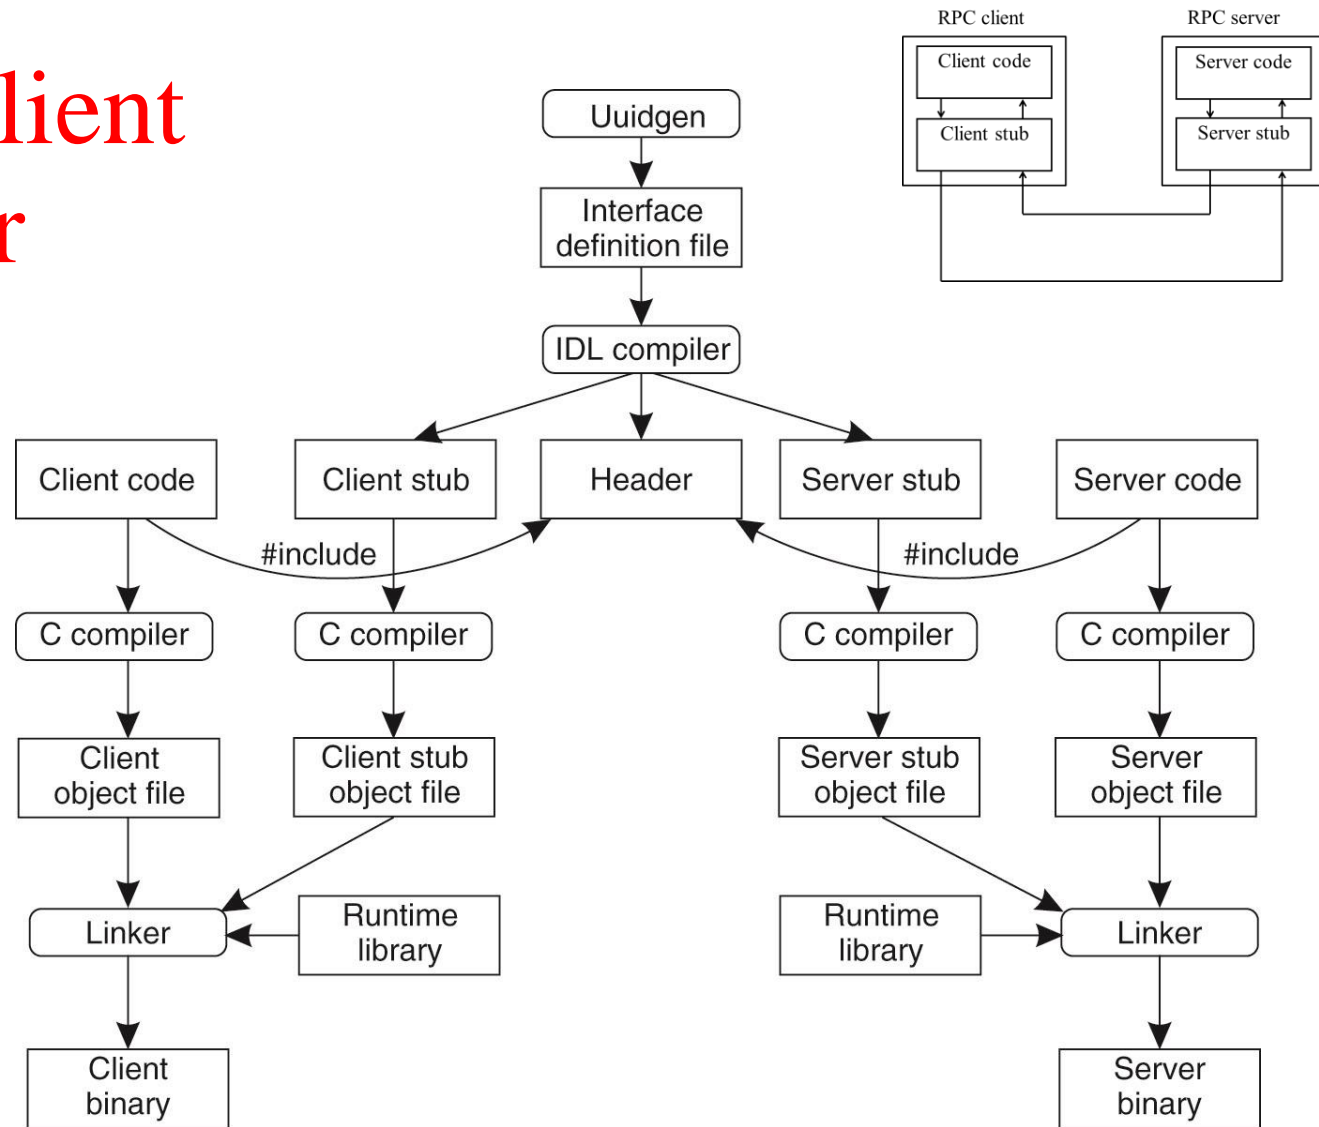 lient
r
RPC client
RPC server
Client code
Server code
Client stub
Server stub
Uuidgen
Interface
definition file
IDL compiler
Client code
Client stub
Header
Server stub
Server code
#include
#include
C compiler
C compiler
C compiler
C compiler
Client
object file
Client stub
object file
Server stub
object file
Server
object file
Linker
Runtime
library
Runtime
library
Linker
Client
binary
Server
binary